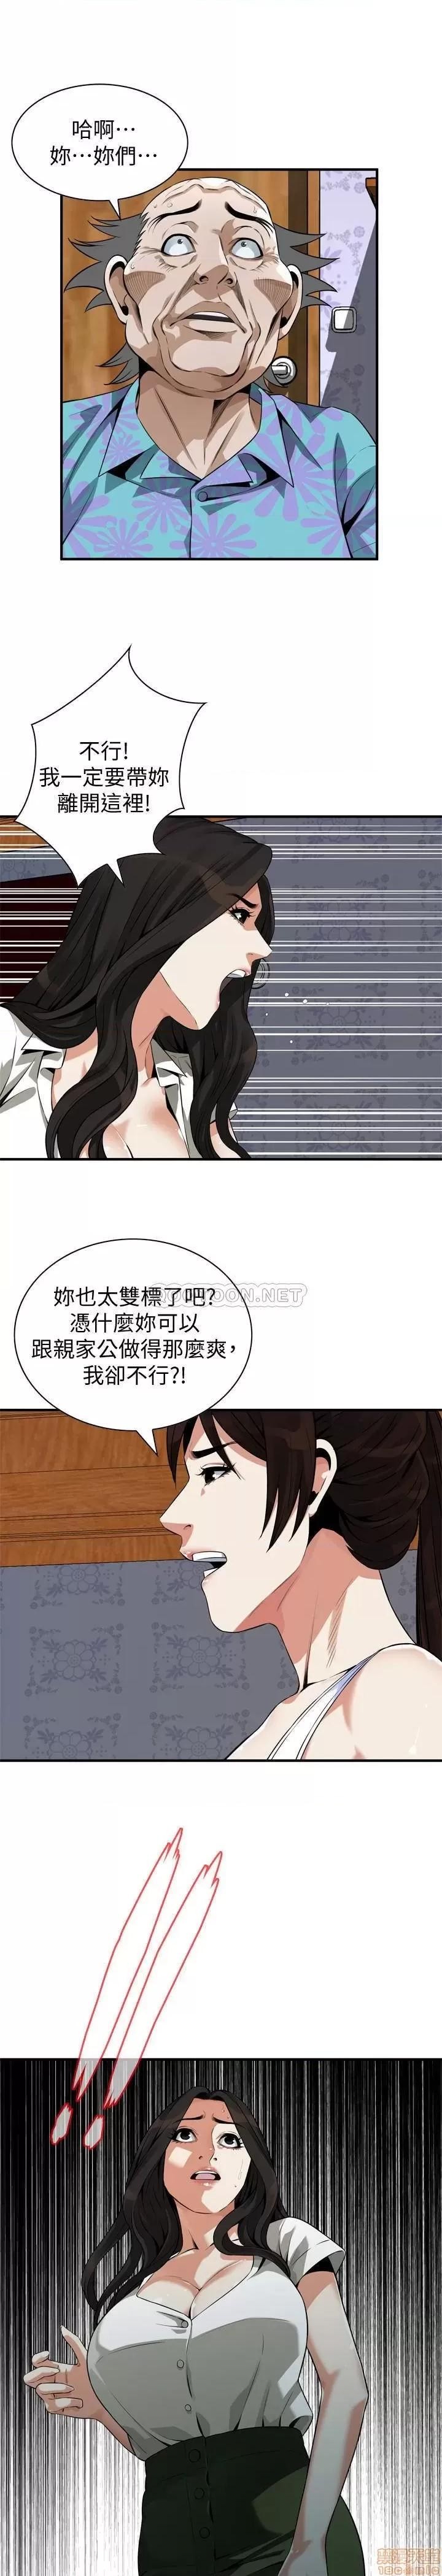 哈啊⋯
妳⋯妳們⋯
不行!
我一定要帶妳
離開這裡!
妳也太雙標了吧?
憑什麼妳可以
跟親家公做得那麼爽，
我卻不行?!